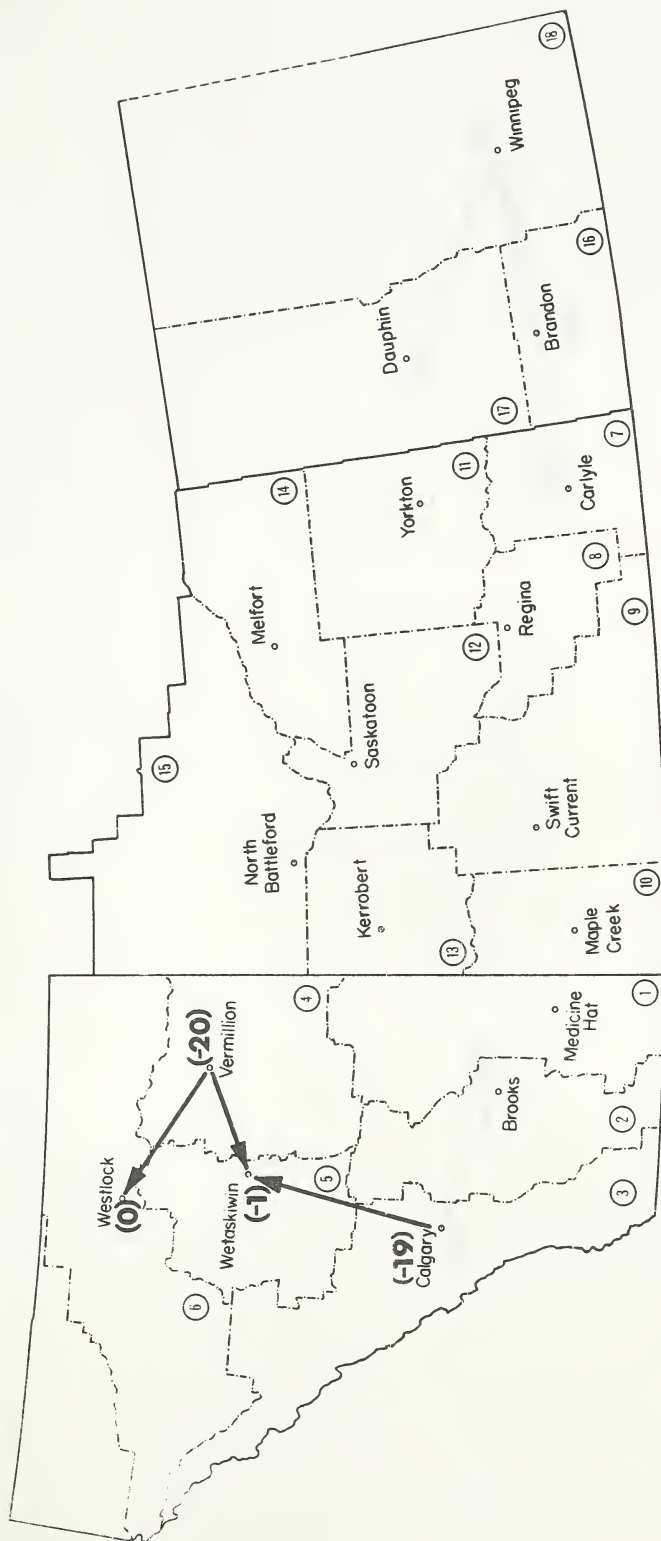 Westlock
(0)
(-20)
Vermillion
Wetaskiwin
(-1)
(-19)
Calgary
Brooks
Medicine
Hat
North
Battleford
Kerrobert
Maple
Creek
Swift
Current
Saskatoon
Melfort
Regina
Yorkton
Carlyle
Dauphin
Brandon
Winnipeg
1
2
3
4
5
6
7
8
9
10
11
12
13
14
15
16
17
18